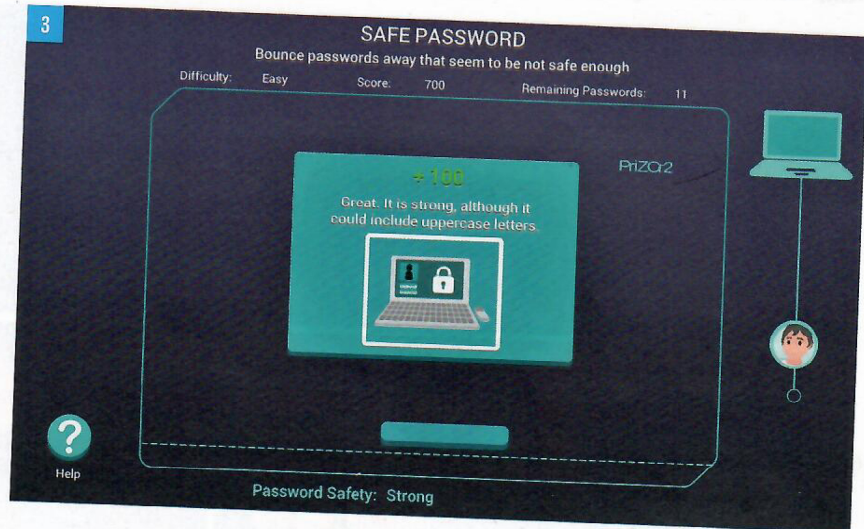 3
SAFE PASSWORD
Bounce passwords away that seem to be not safe enough
Difficulty: Easy Score: 700 Remaining Passwords: 11
PriZCr2
+100
Great. It is strong, although it
could include uppercase letters.
Help
Password Safety: Strong